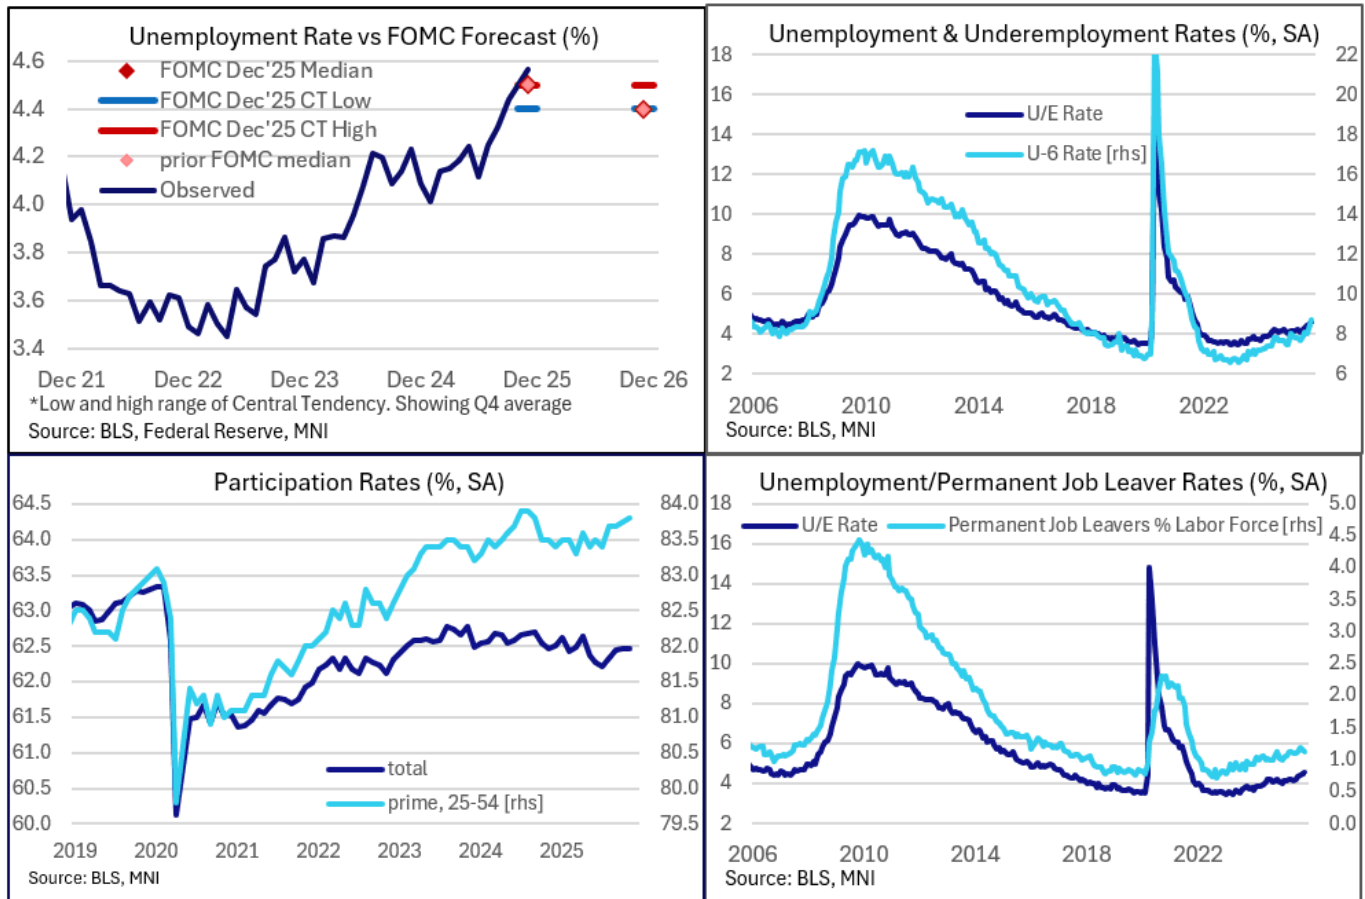 Unemployment Rate vs FOMC Forecast (%)
4.6
4.4
4.2
4.0
3.8
3.6
3.4
FOMC Dec'25 Median
FOMC Dec'25 CT Low
FOMC Dec'25 CT High
prior FOMC median
Observed
Dec 21 Dec 22 Dec 23 Dec 24 Dec 25 Dec 26
*Low and high range of Central Tendency. Showing Q4 average
Source: BLS, Federal Reserve, MNI
Unemployment & Underemployment Rates (%, SA)
18
16
14
12
10
8
6
4
2
U/E Rate
U-6 Rate [rhs]
22
20
18
16
14
12
10
8
6
2006 2010 2014 2018 2022
Source: BLS, MNI
Participation Rates (%, SA)
64.5
64.0
63.5
63.0
62.5
62.0
61.5
61.0
60.5
60.0
total
prime, 25-54 [rhs]
84.0
83.5
83.0
82.5
82.0
81.5
81.0
80.5
80.0
79.5
2019 2020 2021 2022 2023 2024 2025
Source: BLS, MNI
Unemployment/Permanent Job Leaver Rates (%, SA)
18
16
14
12
10
8
6
4
2
U/E Rate
Permanent Job Leavers % Labor Force [rhs]
5.0
4.5
4.0
3.5
3.0
2.5
2.0
1.5
1.0
0.5
0.0
2006 2010 2014 2018 2022
Source: BLS, MNI